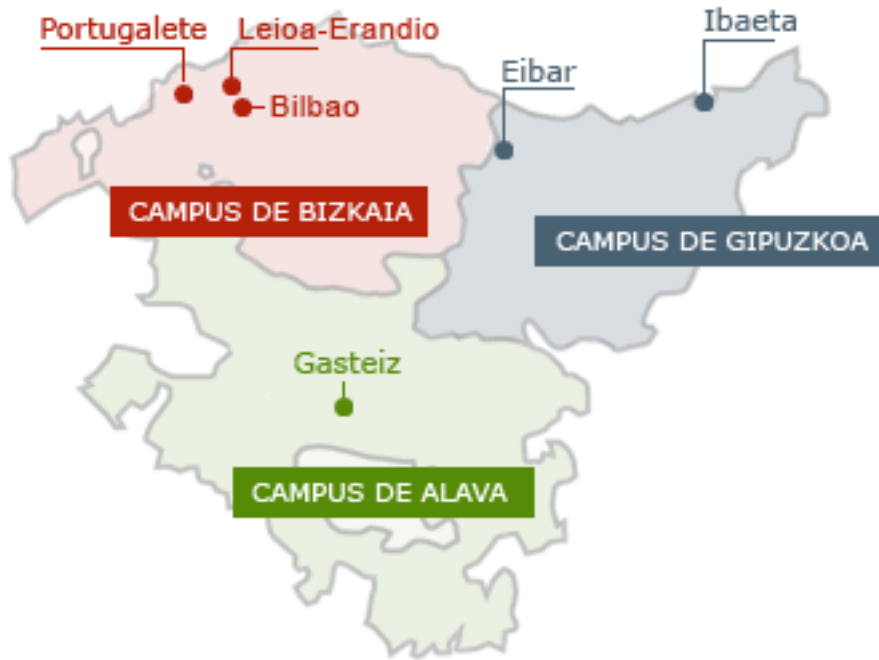 Portugalete
Leioa-Erandio
Ibaeta
Eibar
Bilbao
CAMPUS DE BIZKAIA
CAMPUS DE GIPUZKOA
Gasteiz
CAMPUS DE ALAVA